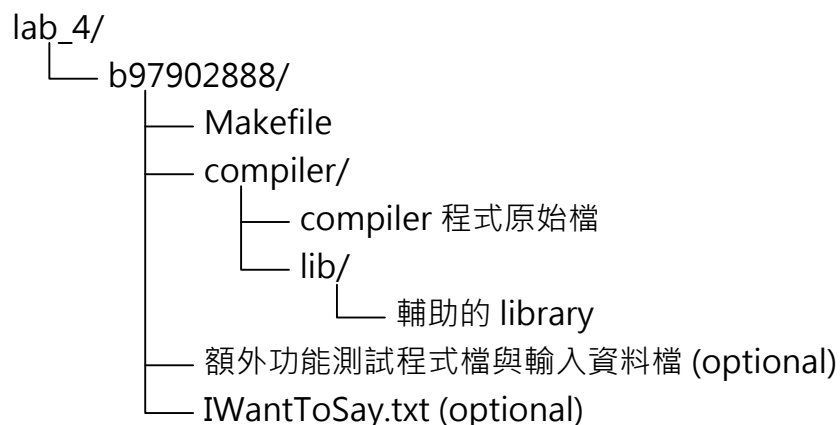 lab_4/
b97902888/
Makefile
compiler/
compiler 程式原始檔
lib/
輔助的 library
額外功能測試程式檔與輸入資料檔 (optional)
IWantToSay.txt (optional)